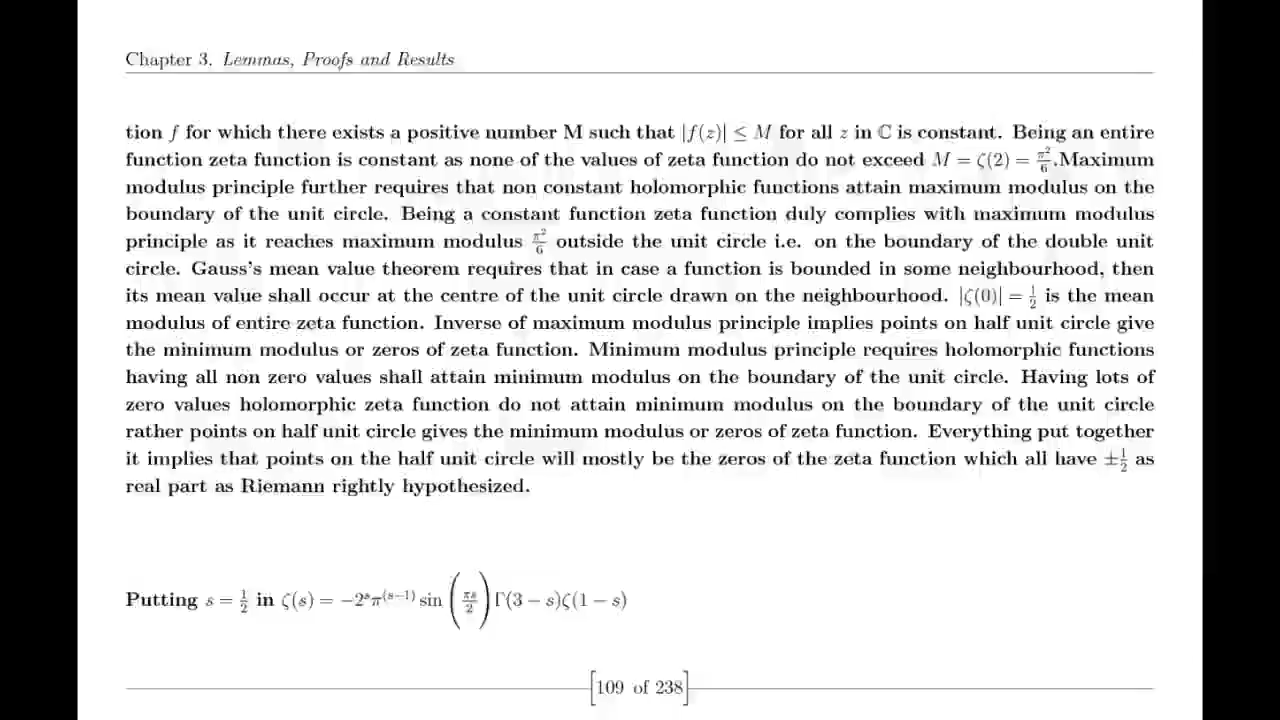 Chapter 3. Lemmas, Proofs and Results
tion f for which there exists a positive number M such that |f(z)| ≤ M for all z in ℂ is constant. Being an entire
function zeta function is constant as none of the values of zeta function do not exceed M = ζ(2) = π²/6.Maximum
modulus principle further requires that non constant holomorphic functions attain maximum modulus on the
boundary of the unit circle. Being a constant function zeta function duly complies with maximum modulus
principle as it reaches maximum modulus π²/6 outside the unit circle i.e. on the boundary of the double unit
circle. Gauss's mean value theorem requires that in case a function is bounded in some neighbourhood, then
its mean value shall occur at the centre of the unit circle drawn on the neighbourhood. |ζ(0)| = 1/2 is the mean
modulus of entire zeta function. Inverse of maximum modulus principle implies points on half unit circle give
the minimum modulus or zeros of zeta function. Minimum modulus principle requires holomorphic functions
having all non zero values shall attain minimum modulus on the boundary of the unit circle. Having lots of
zero values holomorphic zeta function do not attain minimum modulus on the boundary of the unit circle
rather points on half unit circle gives the minimum modulus or zeros of zeta function. Everything put together
it implies that points on the half unit circle will mostly be the zeros of the zeta function which all have ±1/2 as
real part as Riemann rightly hypothesized.
Putting s = 1/2 in ζ(s) = −2^s π^(s−1) sin (πs/2) Γ(3 − s)ζ(1 − s)
[109 of 238]